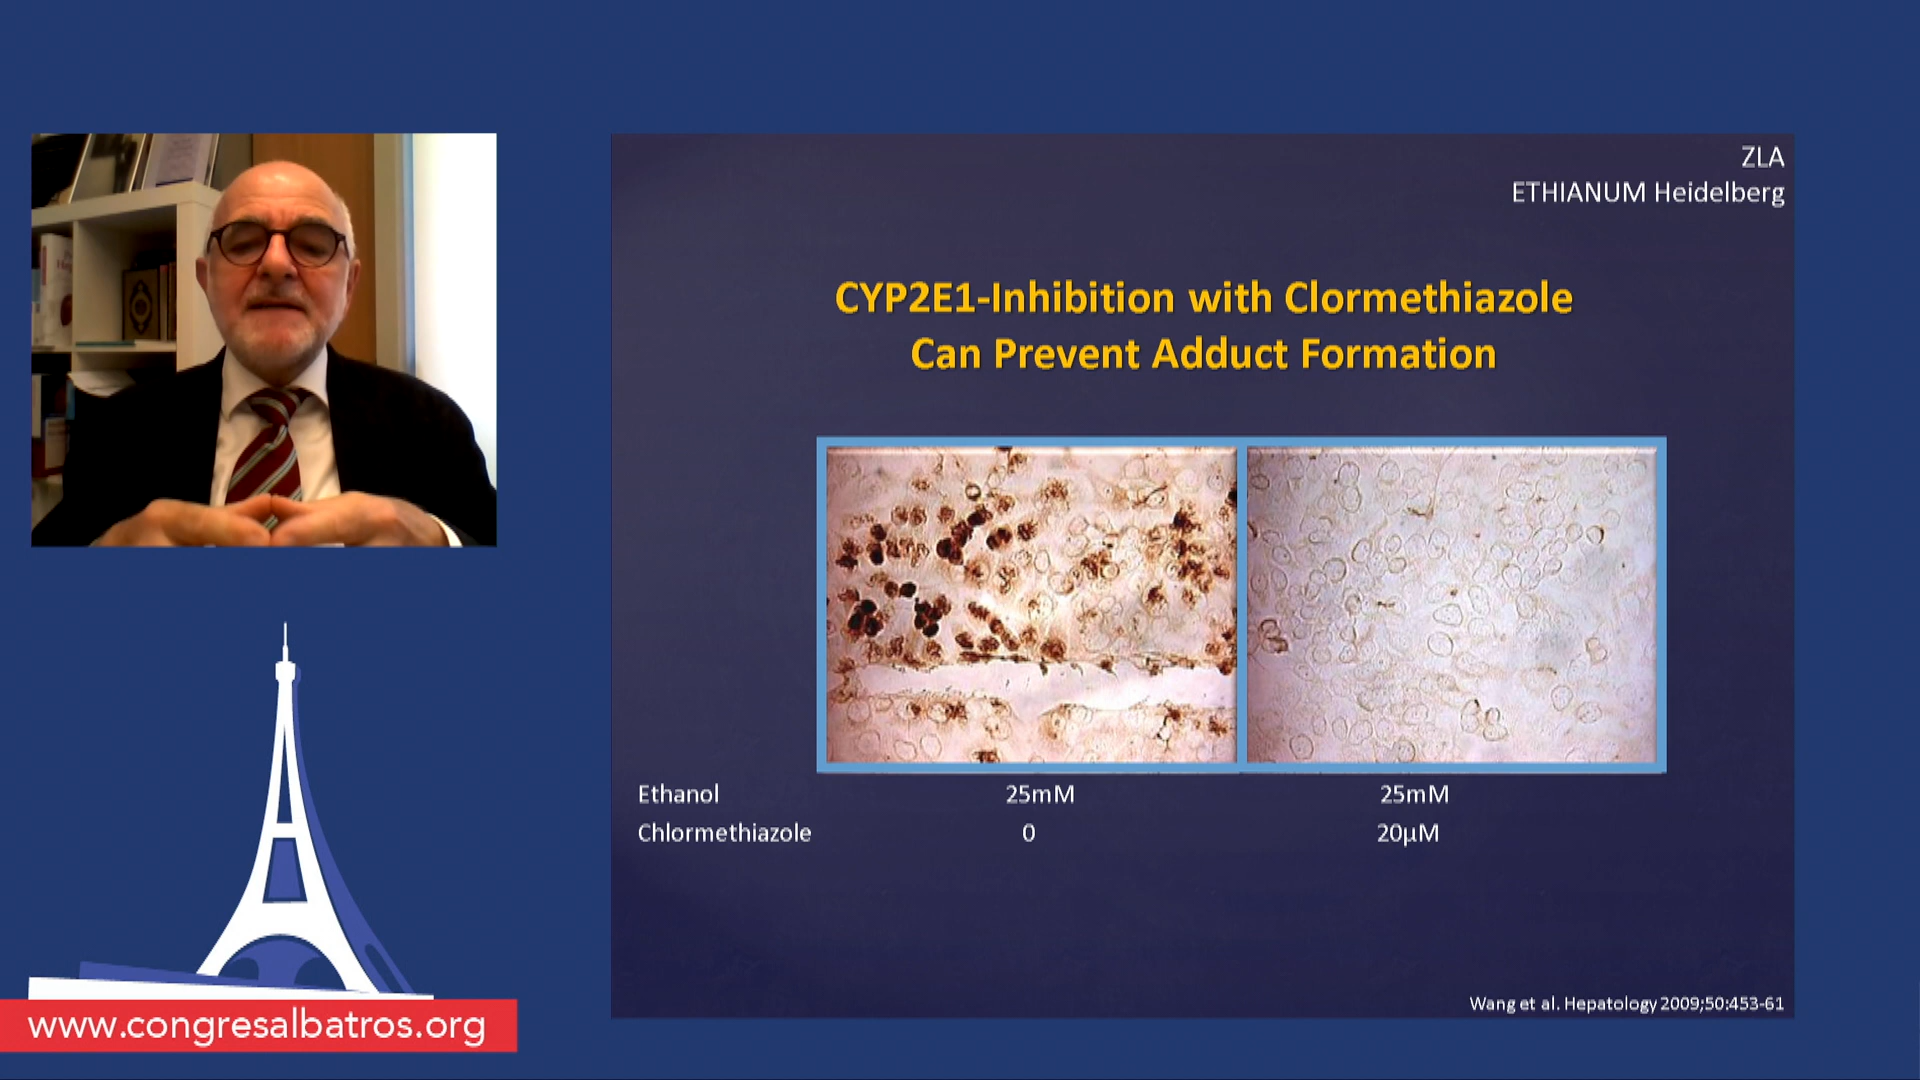 ZLA
ETHIANUM Heidelberg
CYP2E1-Inhibition with Clormethiazole
Can Prevent Adduct Formation
Ethanol 25mM 25mM
Chlormethiazole 0 20µM
Wang et al. Hepatology 2009;50:453-61
www.congresalbatros.org